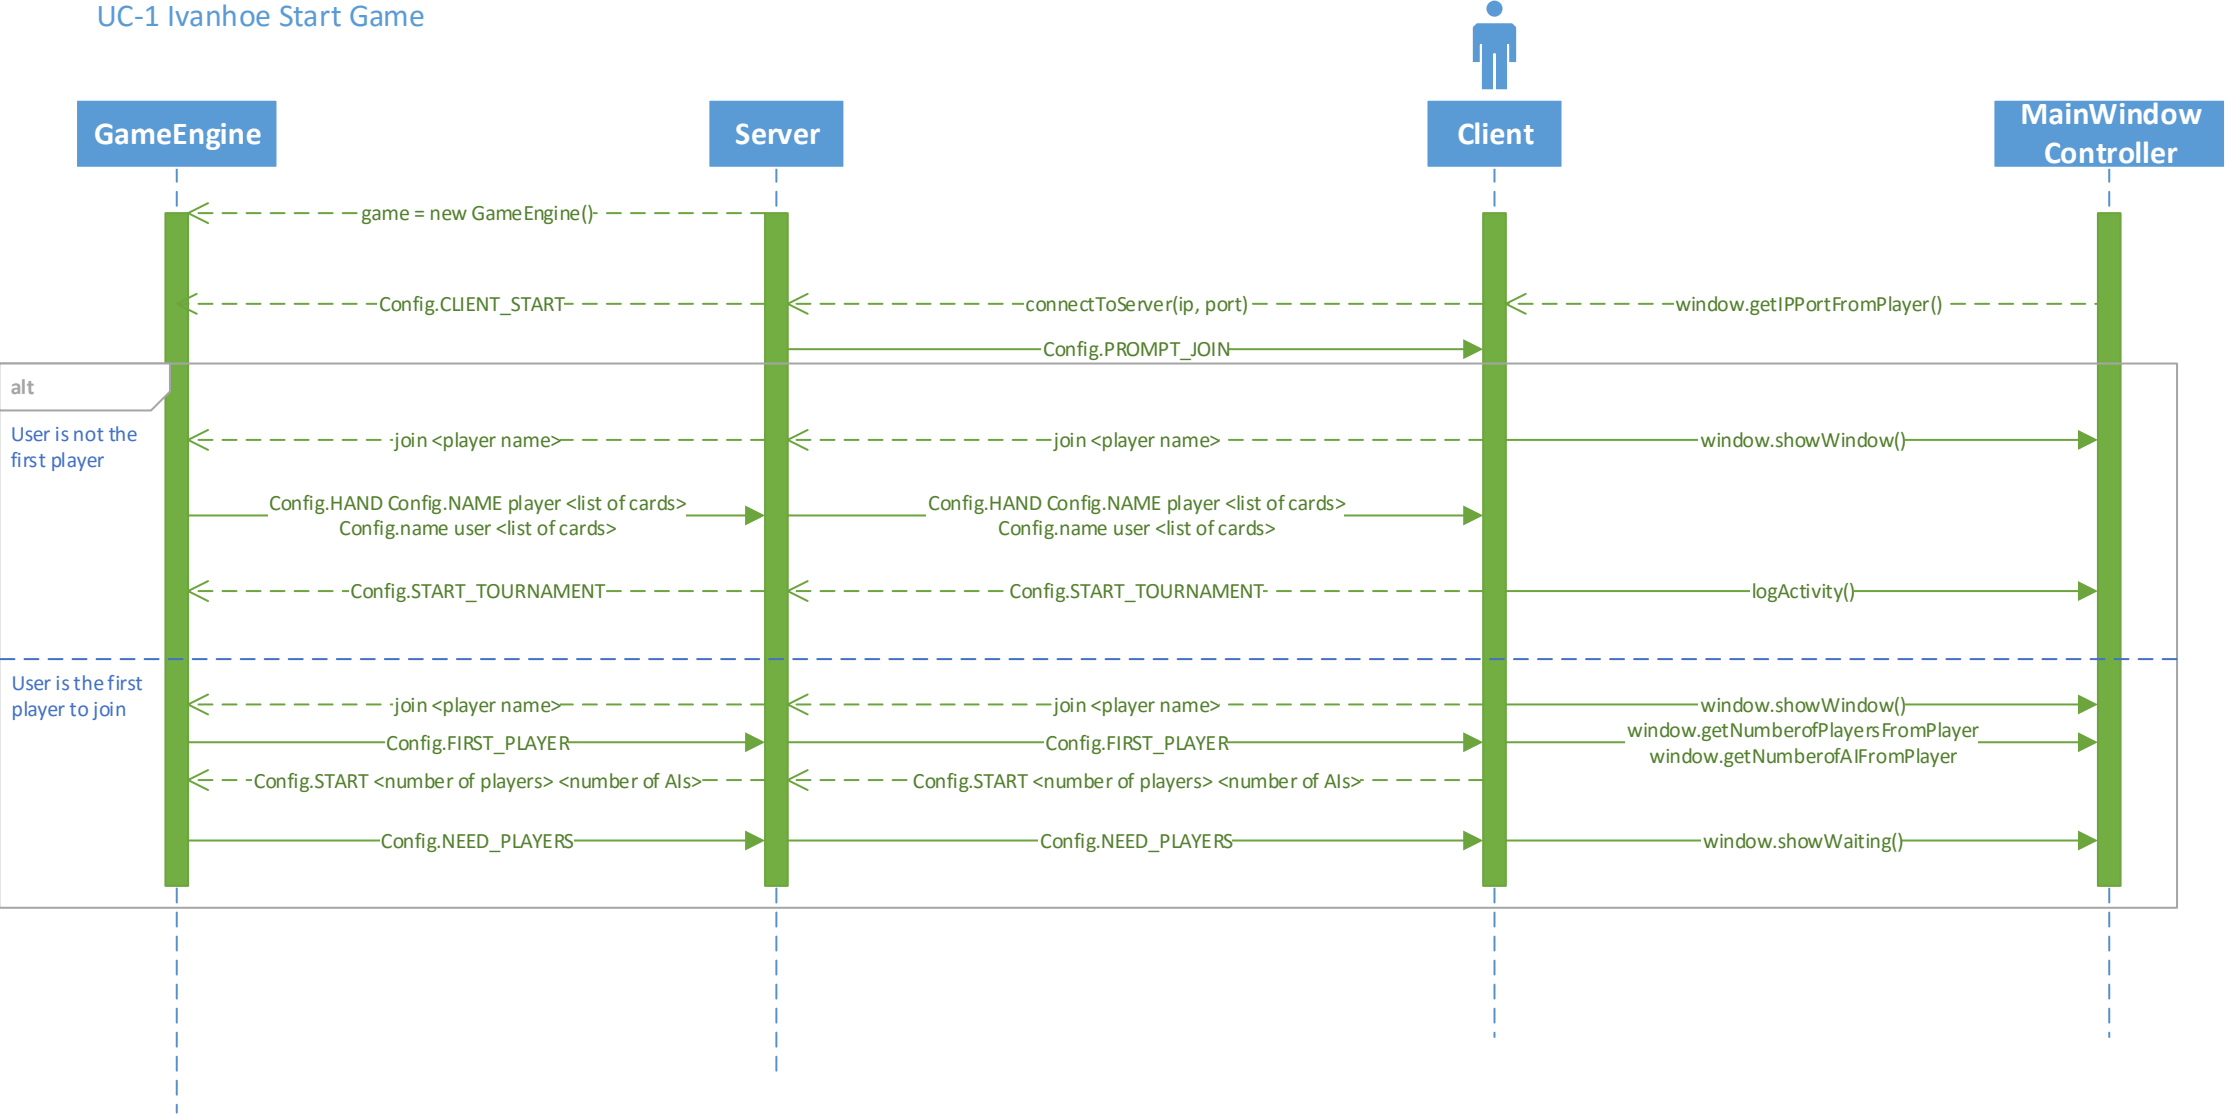 UC-1 Ivanhoe Start Game
GameEngine
Server
Client
MainWindow
Controller
game = new GameEngine()
Config.CLIENT_START
connectToServer(ip, port)
window.getIPPortFromPlayer()
Config.PROMPT_JOIN
alt
User is not the
first player
join <player name>
join <player name>
window.showWindow()
Config.HAND Config.NAME player <list of cards>
Config.name user <list of cards>
Config.HAND Config.NAME player <list of cards>
Config.name user <list of cards>
Config.START_TOURNAMENT
Config.START_TOURNAMENT
logActivity()
User is the first
player to join
join <player name>
join <player name>
window.showWindow()
Config.FIRST_PLAYER
Config.FIRST_PLAYER
window.getNumberofPlayersFromPlayer
window.getNumberofAIFromPlayer
Config.START <number of players> <number of AIs>
Config.START <number of players> <number of AIs>
Config.NEED_PLAYERS
Config.NEED_PLAYERS
window.showWaiting()